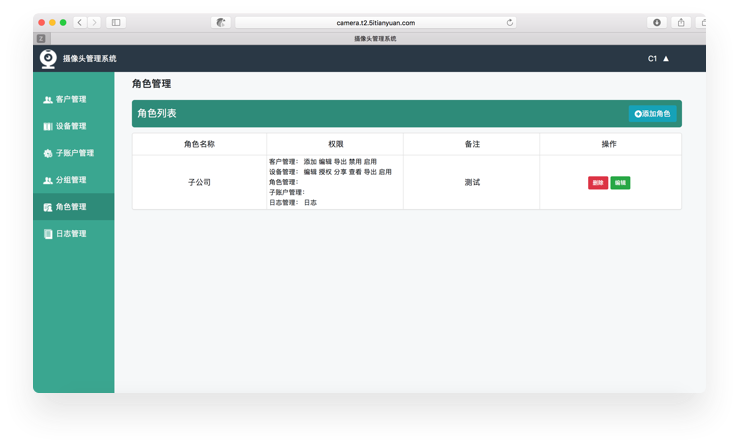 camera.t2.5itianyuan.com
摄像头管理系统
摄像头管理系统
C1 ▲
角色管理
客户管理
角色列表
添加角色
设备管理
角色名称
权限
备注
操作
子账户管理
客户管理: 添加 编辑 导出 禁用 启用
设备管理: 编辑 授权 分享 查看 导出 启用
分组管理
子公司
角色管理:
测试
删除
编辑
子账户管理:
角色管理
日志管理: 日志
日志管理